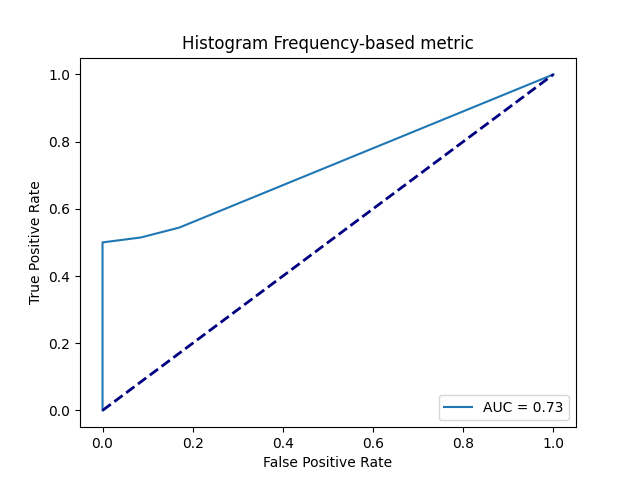 Histogram Frequency-based metric
True Positive Rate
1.0
0.8
0.6
0.4
0.2
0.0
AUC = 0.73
0.0 0.2 0.4 0.6 0.8 1.0
False Positive Rate